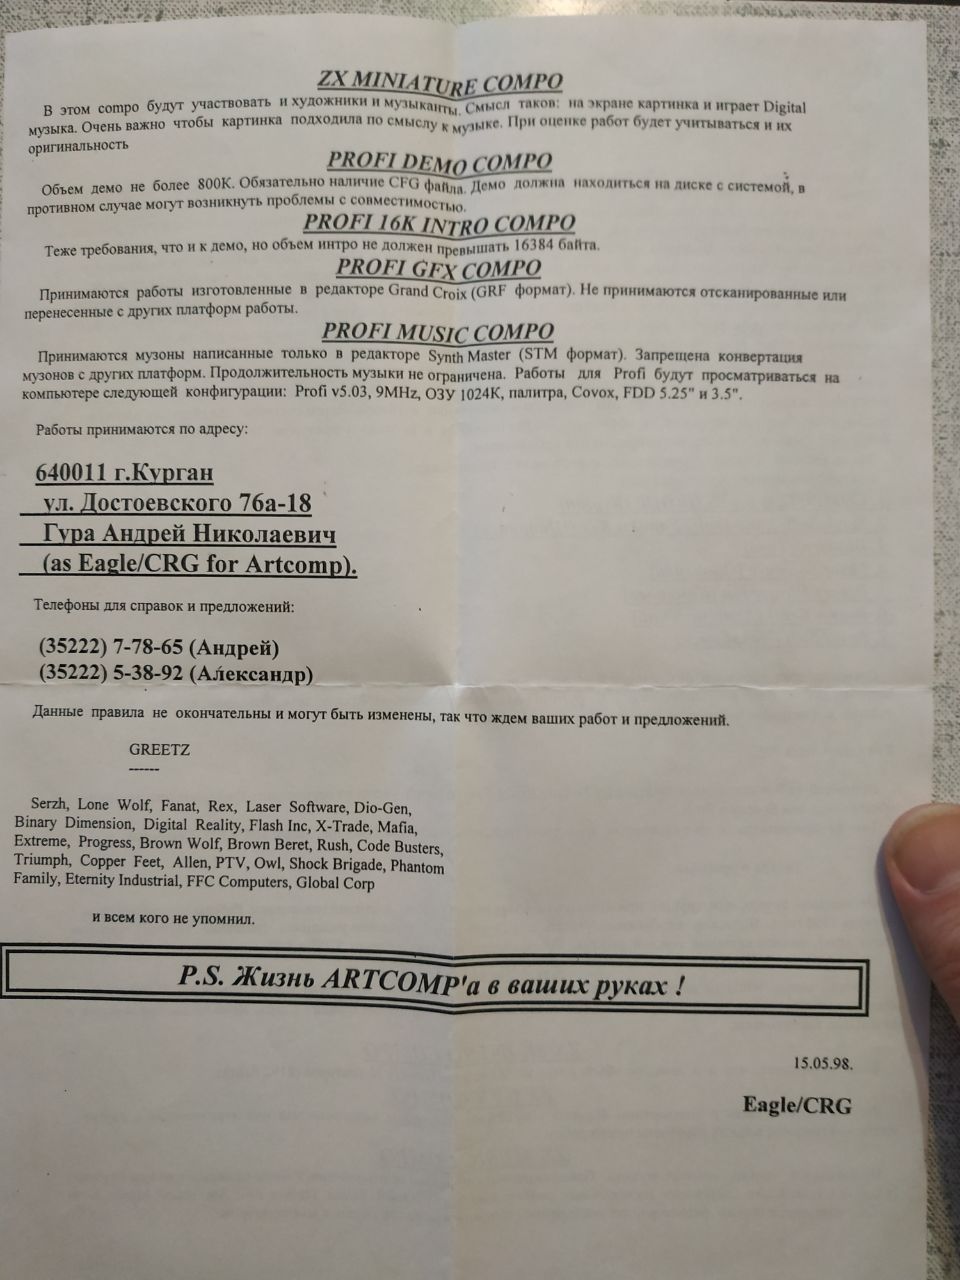 ZX MINIATURE COMPO
В этом compo будут участвовать и художники и музыканты. Смысл таков: на экране картинка и играет Digital
музыка. Очень важно чтобы картинка подходила по смыслу к музыке. При оценке работ будет учитываться и их
оригинальность
PROFI DEMO COMPO
Объем демо не более 800K. Обязательно наличие CFG файла. Демо должна находиться на диске с системой, в
противном случае могут возникнуть проблемы с совместимостью.
PROFI 16K INTRO COMPO
Теже требования, что и к демо, но объем интро не должен превышать 16384 байта.
PROFI GFX COMPO
Принимаются работы изготовленные в редакторе Grand Croix (GRF формат). Не принимаются отсканированные или
перенесенные с других платформ работы.
PROFI MUSIC COMPO
Принимаются музоны написанные только в редакторе Synth Master (STM формат). Запрещена конвертация
музонов с других платформ. Продолжительность музыки не ограничена. Работы для Profi будут просматриваться на
компьютере следующей конфигурации: Profi v5.03, 9MHz, ОЗУ 1024K, палитра, Covox, FDD 5.25" и 3.5".
Работы принимаются по адресу:
640011 г.Курган
ул. Достоевского 76а-18
Гура Андрей Николаевич
(as Eagle/CRG for Artcomp).
Телефоны для справок и предложений:
(35222) 7-78-65 (Андрей)
(35222) 5-38-92 (Александр)
Данные правила не окончательны и могут быть изменены, так что ждем ваших работ и предложений.
GREETZ
------
Serzh, Lone Wolf, Fanat, Rex, Laser Software, Dio-Gen,
Binary Dimension, Digital Reality, Flash Inc, X-Trade, Mafia,
Extreme, Progress, Brown Wolf, Brown Beret, Rush, Code Busters,
Triumph, Copper Feet, Allen, PTV, Owl, Shock Brigade, Phantom
Family, Eternity Industrial, FFC Computers, Global Corp
и всем кого не упомнил.
P.S. Жизнь ARTCOMP'а в ваших руках !
15.05.98.
Eagle/CRG